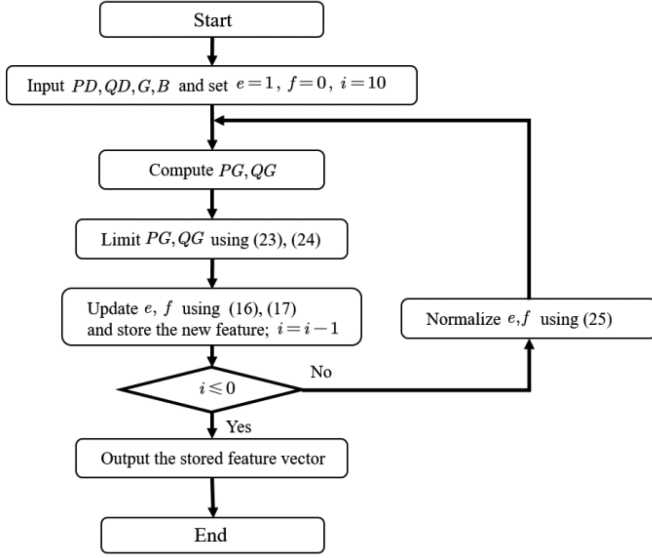 Start
Input PD,QD,G,B and set e=1, f=0, i=10
Compute PG,QG
Limit PG,QG using (23), (24)
Update e, f using (16), (17)
and store the new feature; i=i−1
Normalize e,f using (25)
i⩽0
No
Yes
Output the stored feature vector
End